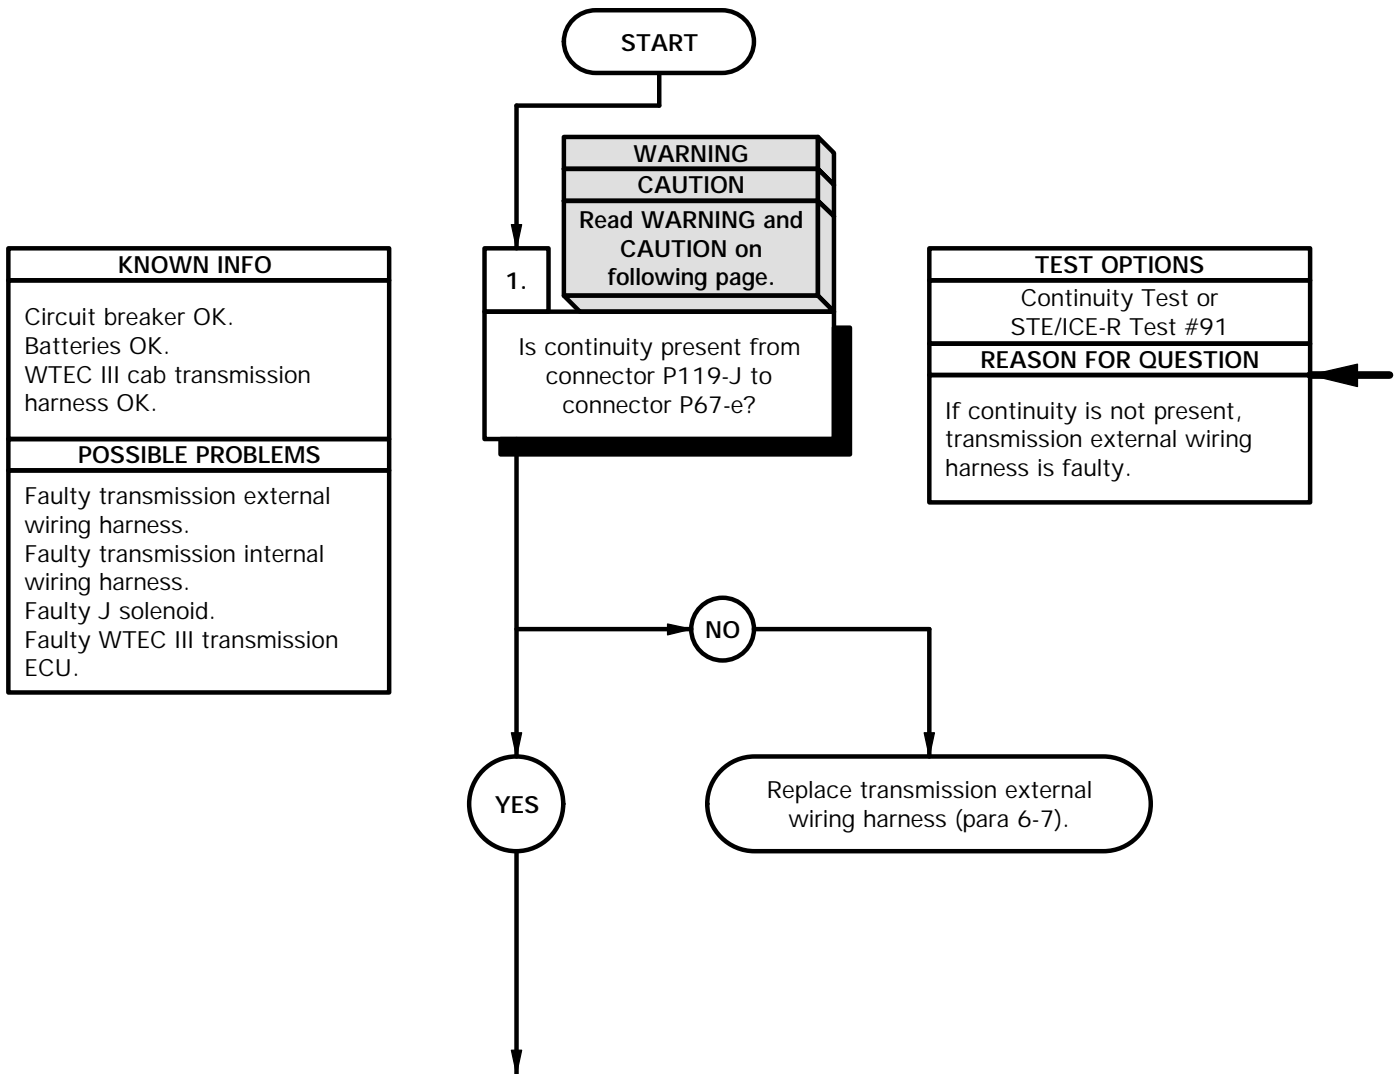 START
WARNING
CAUTION
Read WARNING and
CAUTION on
following page.
1.
Is continuity present from
connector P119-J to
connector P67-e?
KNOWN INFO
Circuit breaker OK.
Batteries OK.
WTEC III cab transmission
harness OK.
POSSIBLE PROBLEMS
Faulty transmission external
wiring harness.
Faulty transmission internal
wiring harness.
Faulty J solenoid.
Faulty WTEC III transmission
ECU.
TEST OPTIONS
Continuity Test or
STE/ICE-R Test #91
REASON FOR QUESTION
If continuity is not present,
transmission external wiring
harness is faulty.
NO
YES
Replace transmission external
wiring harness (para 6-7).